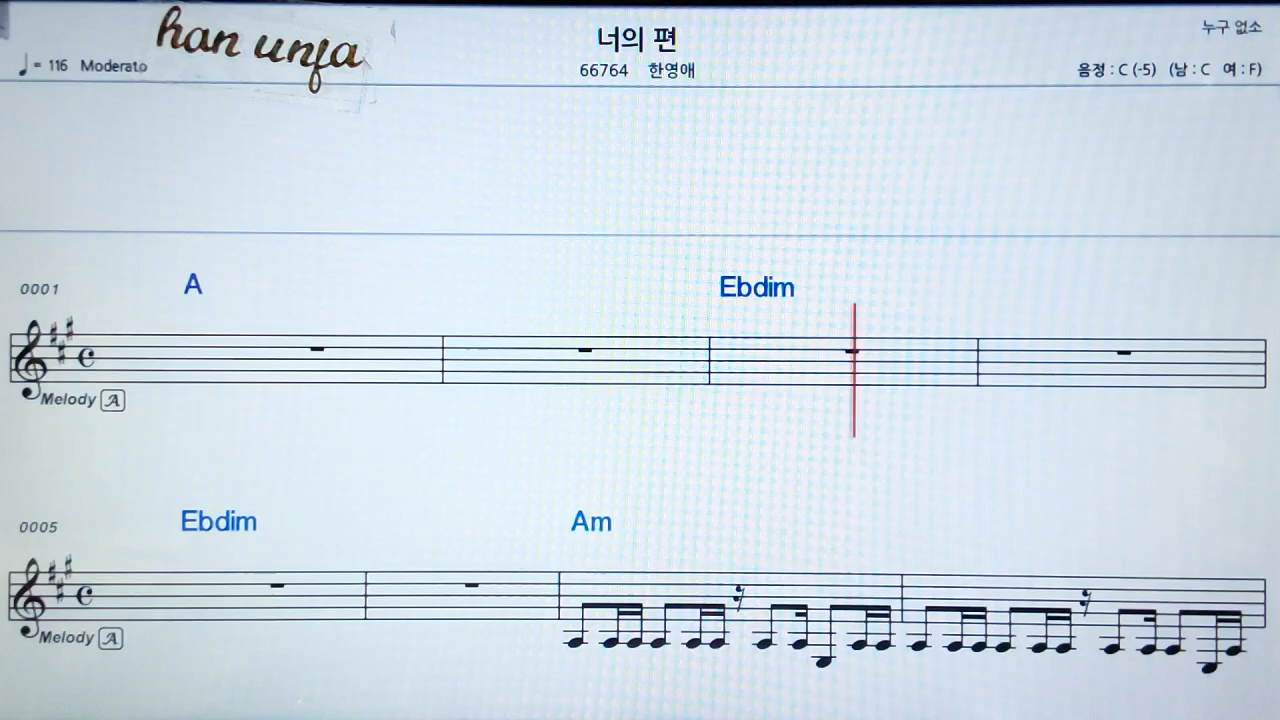 han unfa
너의 편
누구 없소
♩= 116 Moderato
66764 한영애
음정 : C (-5) (남 : C 여 : F)
0001 A Ebdim
Melody A
0005 Ebdim Am
Melody A